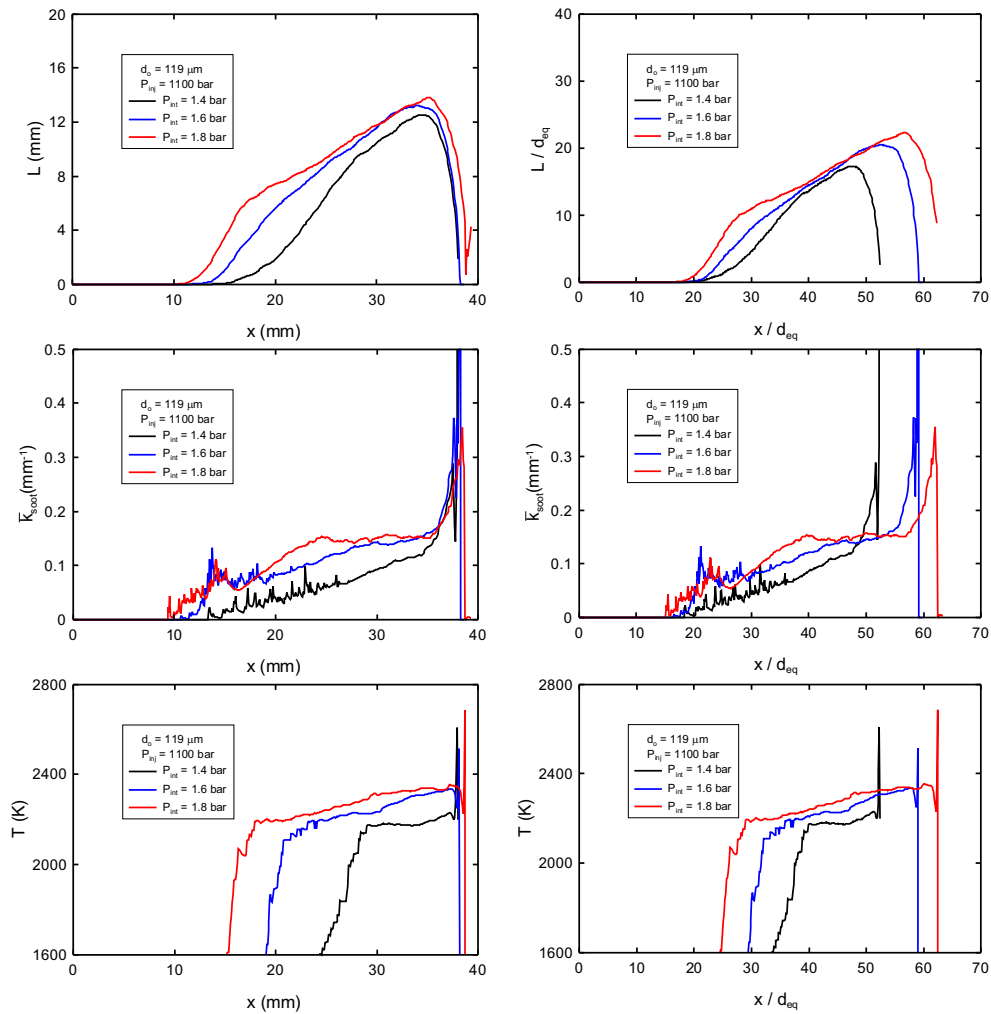 20
16
12
8
4
0
L (mm)
d₀ = 119 μm
P_inj = 1100 bar
P_int = 1.4 bar
P_int = 1.6 bar
P_int = 1.8 bar
0 10 20 30 40
x (mm)
40
30
20
10
0
L / d_eq
d₀ = 119 μm
P_inj = 1100 bar
P_int = 1.4 bar
P_int = 1.6 bar
P_int = 1.8 bar
0 10 20 30 40 50 60 70
x / d_eq
0.5
0.4
0.3
0.2
0.1
0
k̅_soot(mm⁻¹)
d₀ = 119 μm
P_inj = 1100 bar
P_int = 1.4 bar
P_int = 1.6 bar
P_int = 1.8 bar
0 10 20 30 40
x (mm)
0.5
0.4
0.3
0.2
0.1
0
k̅_soot(mm⁻¹)
d₀ = 119 μm
P_inj = 1100 bar
P_int = 1.4 bar
P_int = 1.6 bar
P_int = 1.8 bar
0 10 20 30 40 50 60 70
x / d_eq
2800
2400
2000
1600
T (K)
d₀ = 119 μm
P_inj = 1100 bar
P_int = 1.4 bar
P_int = 1.6 bar
P_int = 1.8 bar
0 10 20 30 40
x (mm)
2800
2400
2000
1600
T (K)
d₀ = 119 μm
P_inj = 1100 bar
P_int = 1.4 bar
P_int = 1.6 bar
P_int = 1.8 bar
0 10 20 30 40 50 60 70
x / d_eq